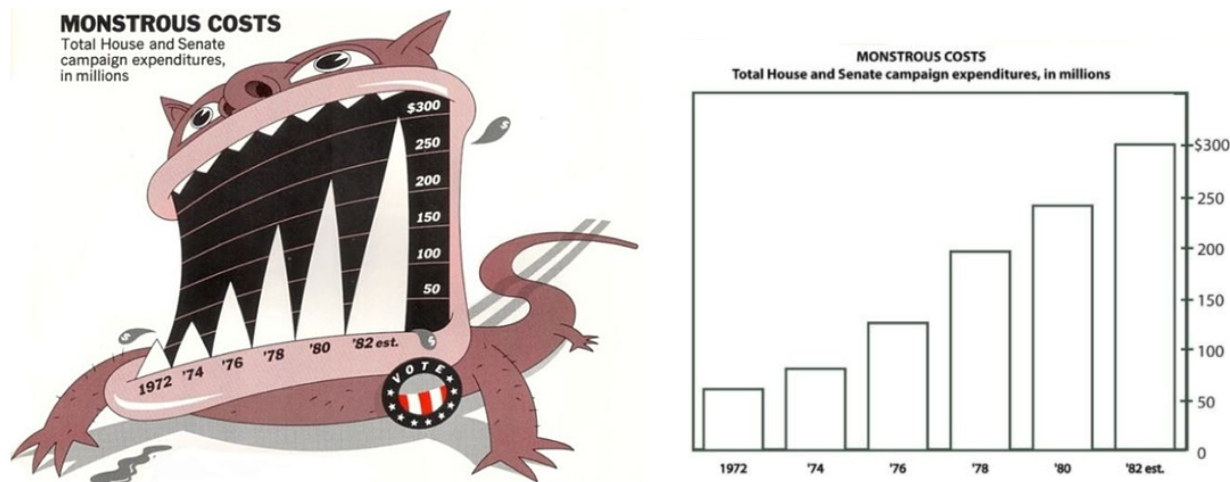 MONSTROUS COSTS
Total House and Senate
campaign expenditures,
in millions
$300
250
200
150
100
50
1972 '74 '76 '78 '80 '82 est.
$
$
$
VOTE
MONSTROUS COSTS
Total House and Senate campaign expenditures, in millions
$300
250
200
150
100
50
0
1972 '74 '76 '78 '80 '82 est.